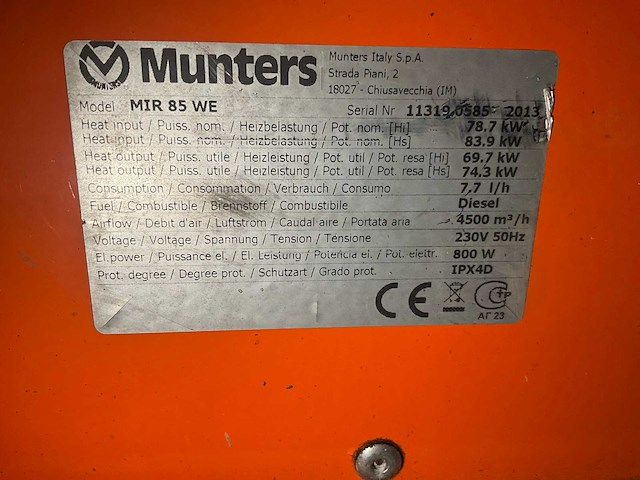 Munters
Munters Italy S.p.A.
Strada Piani, 2
18027 - Chiusavecchia (IM)
Model MIR 85 WE Serial Nr 11319.0585- 2013
Heat input / Puiss. nom. / Heizbelastung / Pot. nom. [Hi] 78.7 kW
Heat input / Puiss. nom. / Heizbelastung / Pot. nom. [Hs] 83.9 kW
Heat output / Puiss. utile / Heizleistung / Pot. util / Pot. resa [Hi] 69.7 kW
Heat output / Puiss. utile / Heizleistung / Pot. util / Pot. resa [Hs] 74.3 kW
Consumption / Consommation / Verbrauch / Consumo 7,7 l/h
Fuel / Combustible / Brennstoff / Combustibile Diesel
Airflow / Debit d'air / Luftstrom / Caudal aire / Portata aria 4500 m³/h
Voltage / Voltage / Spannung / Tension / Tensione 230V 50Hz
El.power / Puissance el. / El. Leistung / Potencia el. / Pot. elettr. 800 W
Prot. degree / Degree prot. / Schutzart / Grado prot. IPX4D
CE
АГ 23